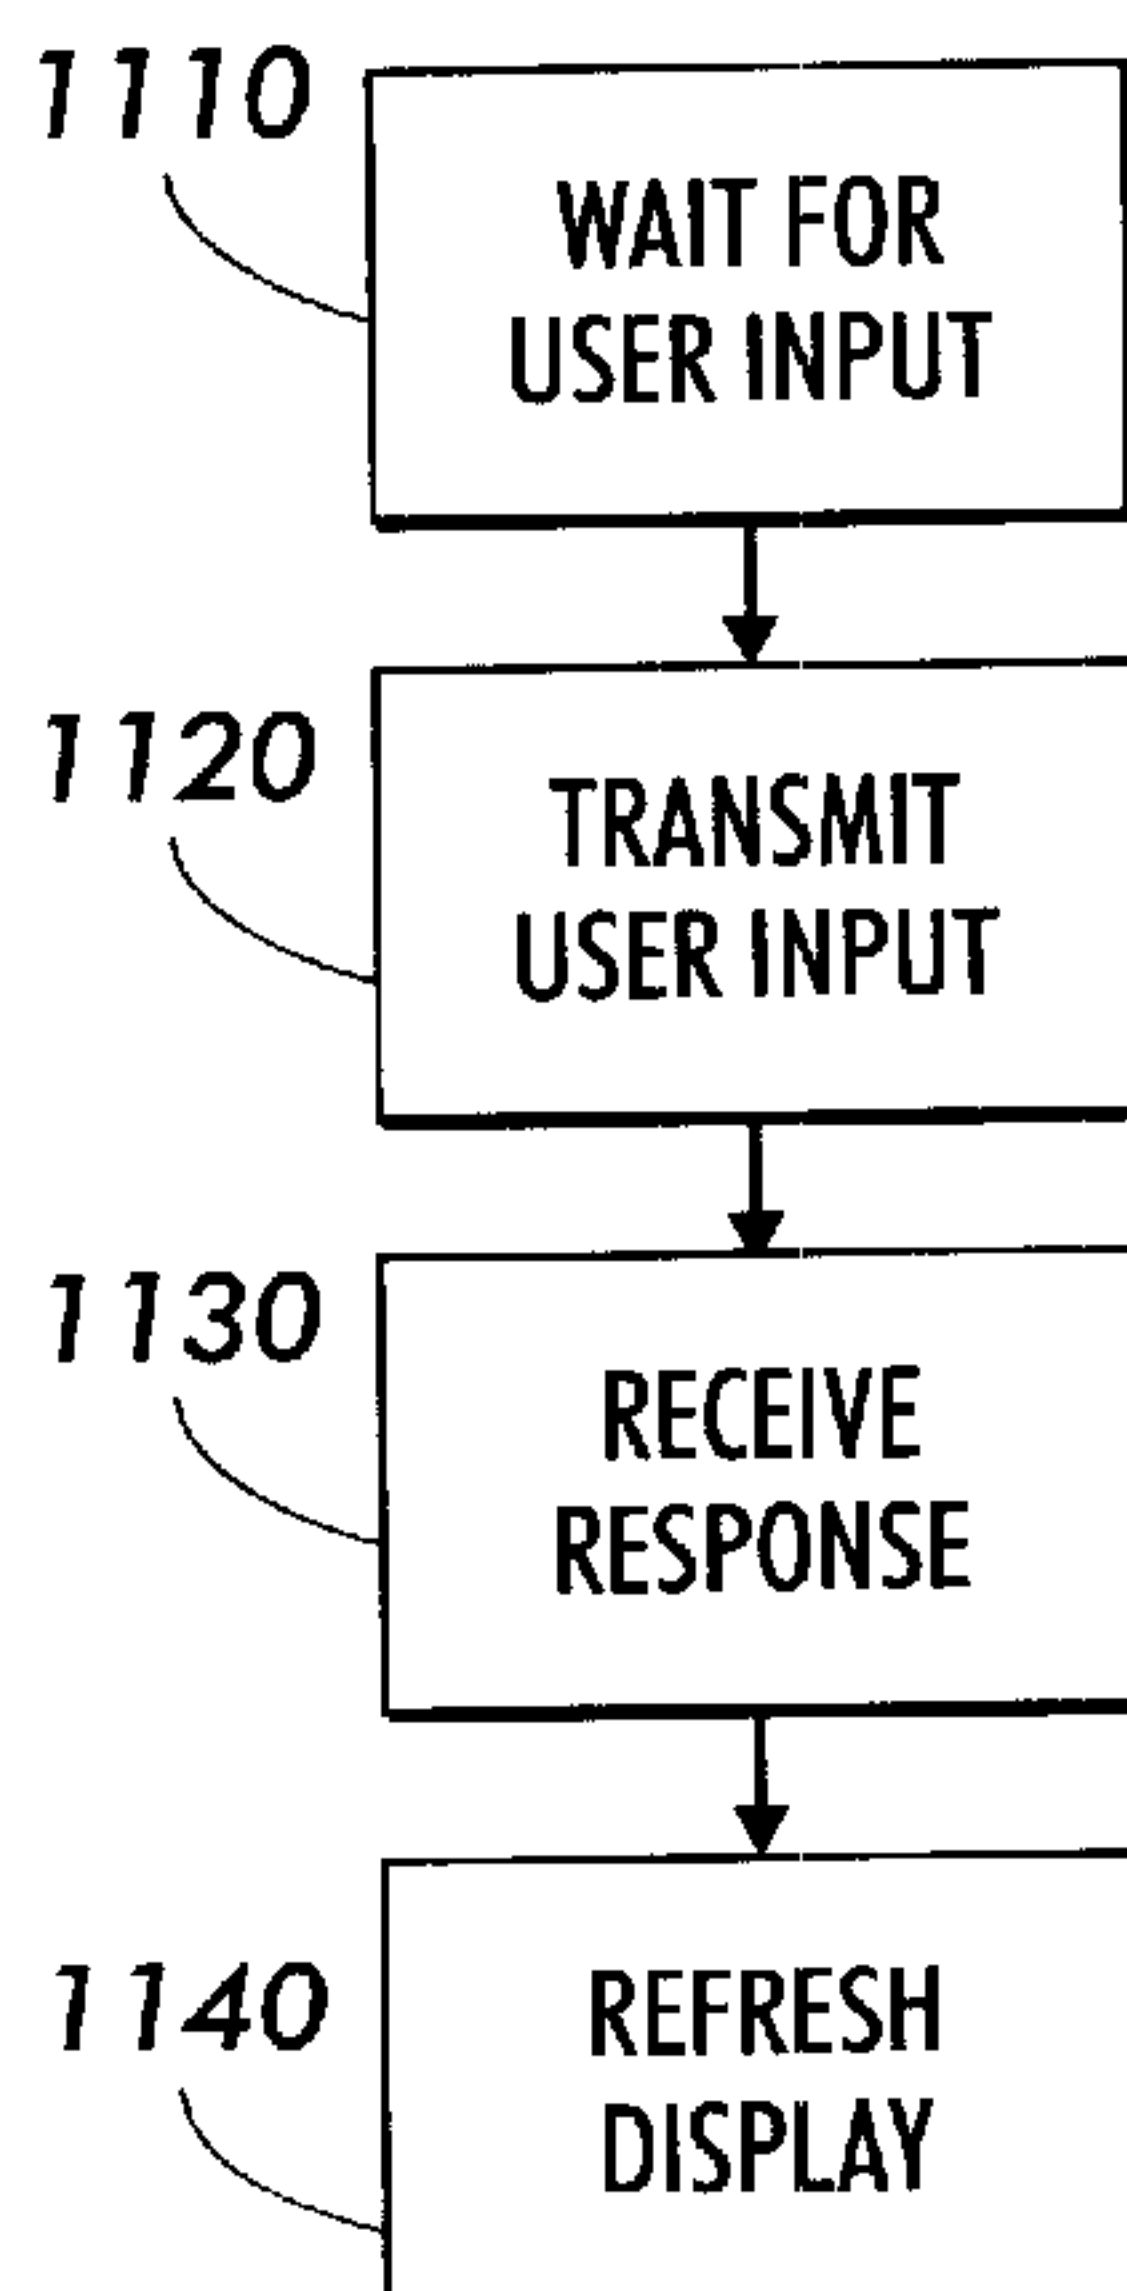 1110
WAIT FOR
USER INPUT
1120
TRANSMIT
USER INPUT
1130
RECEIVE
RESPONSE
1140
REFRESH
DISPLAY